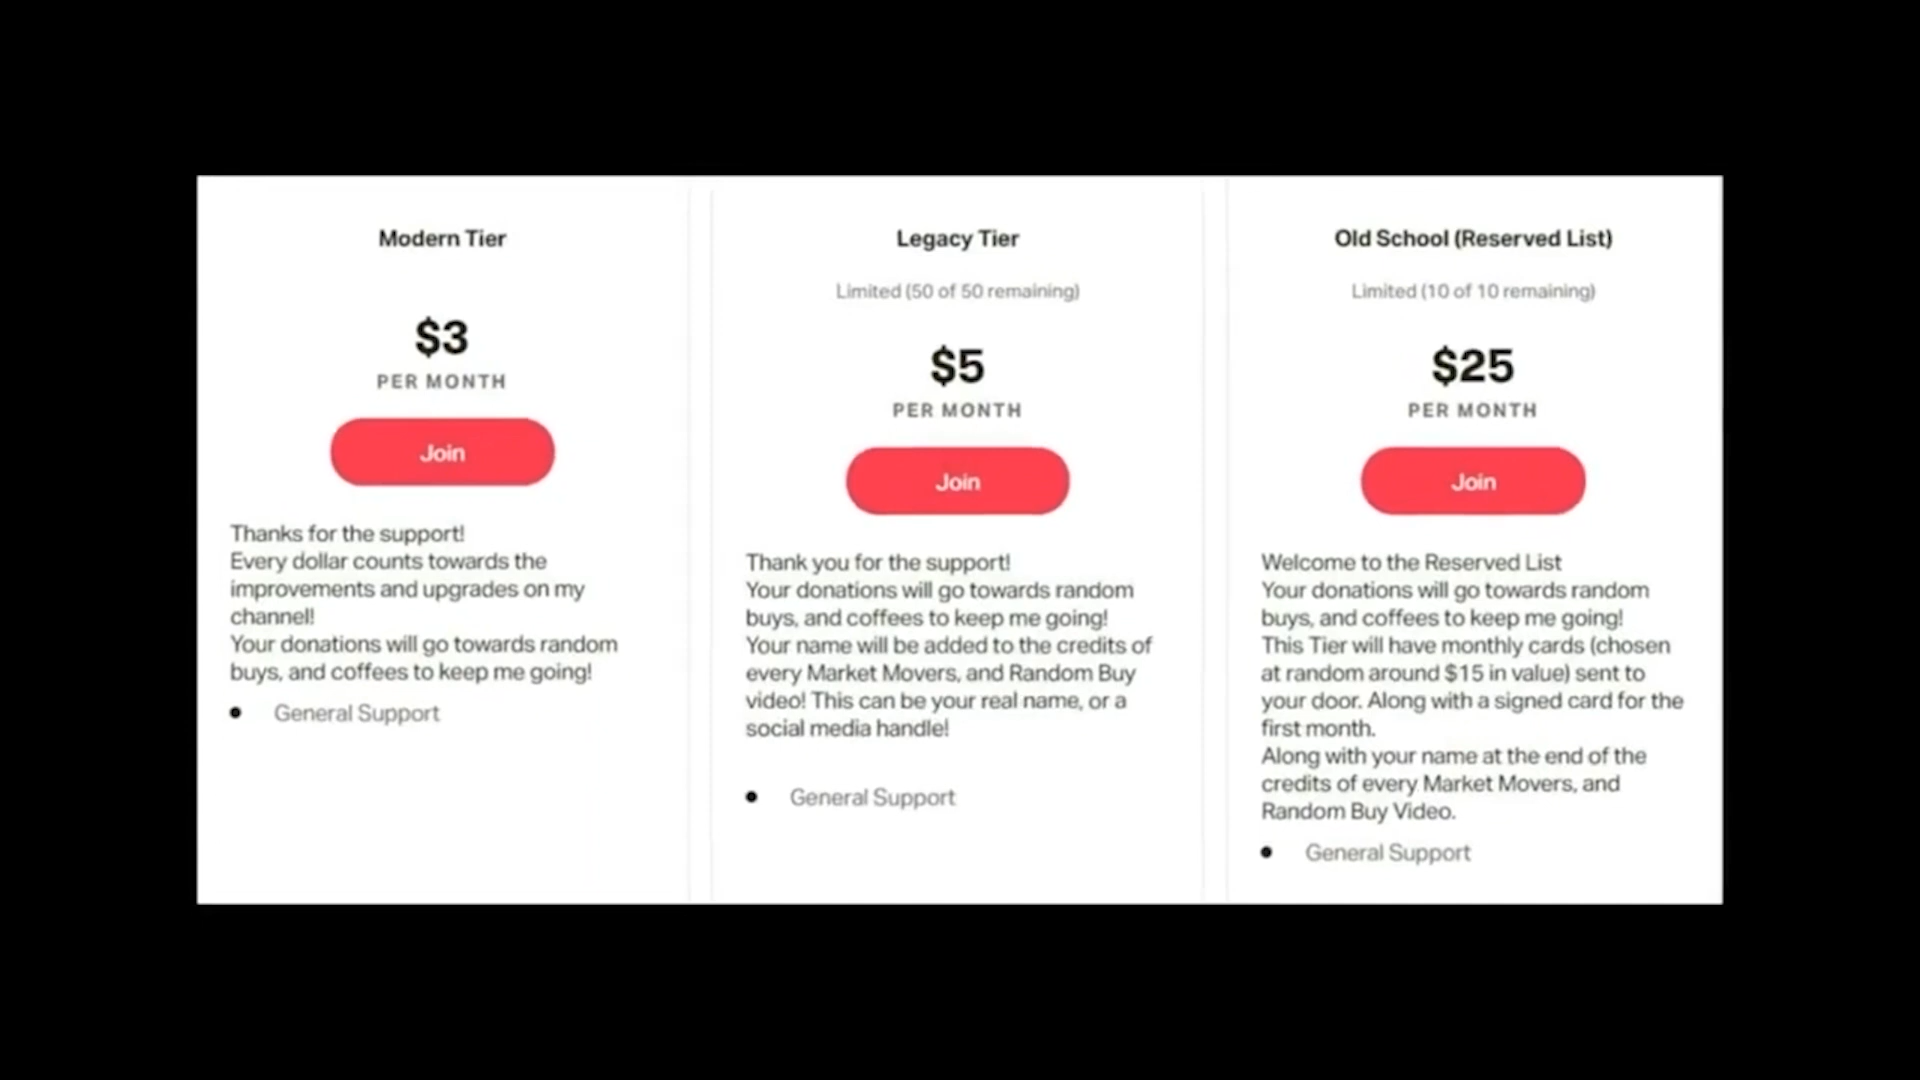 Modern Tier
$3
PER MONTH
Join
Thanks for the support!
Every dollar counts towards the
improvements and upgrades on my
channel!
Your donations will go towards random
buys, and coffees to keep me going!
General Support
Legacy Tier
Limited (50 of 50 remaining)
$5
PER MONTH
Join
Thank you for the support!
Your donations will go towards random
buys, and coffees to keep me going!
Your name will be added to the credits of
every Market Movers, and Random Buy
video! This can be your real name, or a
social media handle!
General Support
Old School (Reserved List)
Limited (10 of 10 remaining)
$25
PER MONTH
Join
Welcome to the Reserved List
Your donations will go towards random
buys, and coffees to keep me going!
This Tier will have monthly cards (chosen
at random around $15 in value) sent to
your door. Along with a signed card for the
first month.
Along with your name at the end of the
credits of every Market Movers, and
Random Buy Video.
General Support